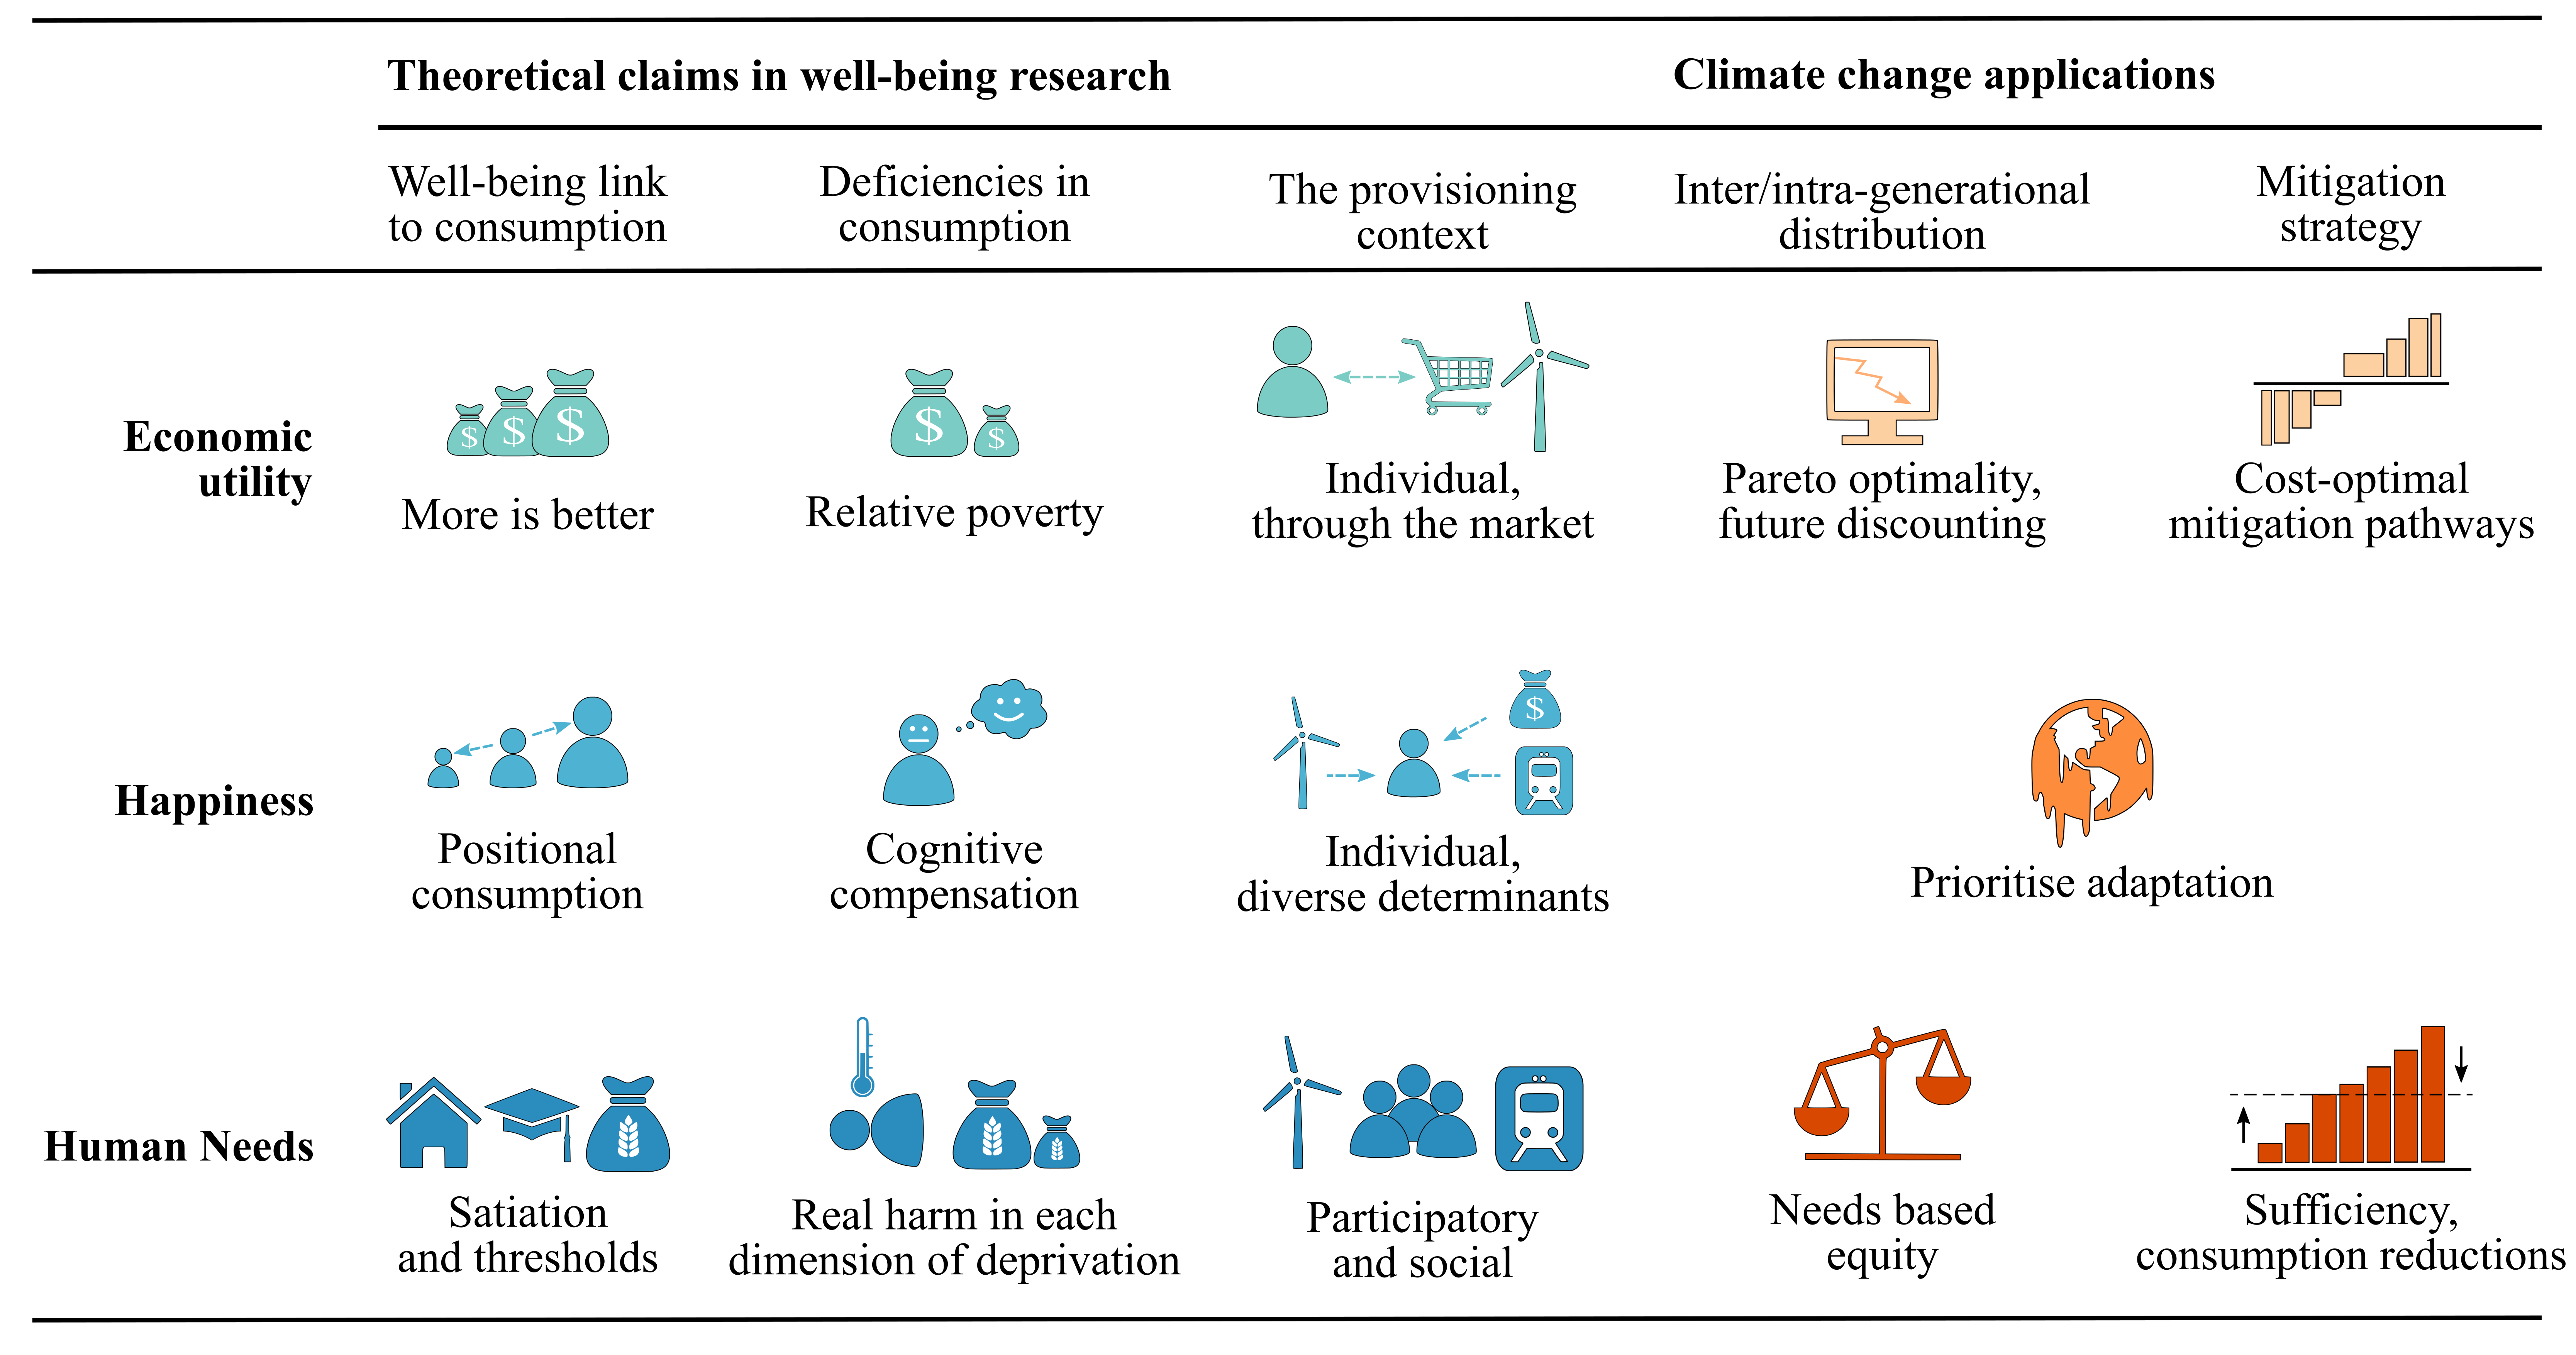 Theoretical claims in well-being research
Climate change applications
Well-being link
to consumption
Deficiencies in
consumption
The provisioning
context
Inter/intra-generational
distribution
Mitigation
strategy
Economic
utility
$ $ $
More is better
$ $
Relative poverty
Individual,
through the market
Pareto optimality,
future discounting
Cost-optimal
mitigation pathways
Happiness
Positional
consumption
Cognitive
compensation
$
Individual,
diverse determinants
Prioritise adaptation
Human Needs
Satiation
and thresholds
Real harm in each
dimension of deprivation
Participatory
and social
Needs based
equity
Sufficiency,
consumption reductions